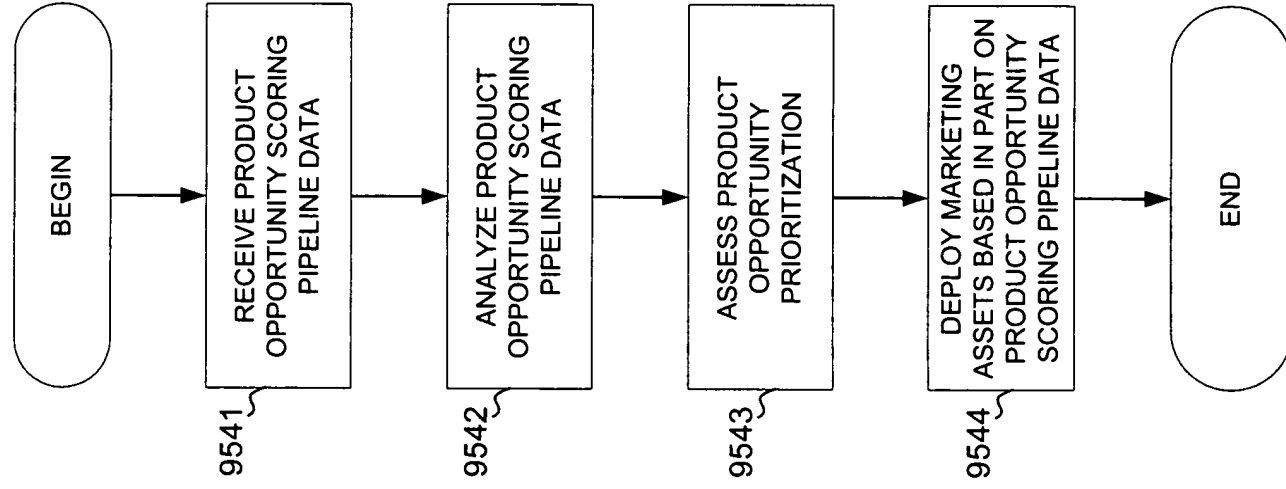 BEGIN
9541
RECEIVE PRODUCT
OPPORTUNITY SCORING
PIPELINE DATA
9542
ANALYZE PRODUCT
OPPORTUNITY SCORING
PIPELINE DATA
9543
ASSESS PRODUCT
OPPORTUNITY
PRIORITIZATION
9544
DEPLOY MARKETING
ASSETS BASED IN PART ON
PRODUCT OPPORTUNITY
SCORING PIPELINE DATA
END